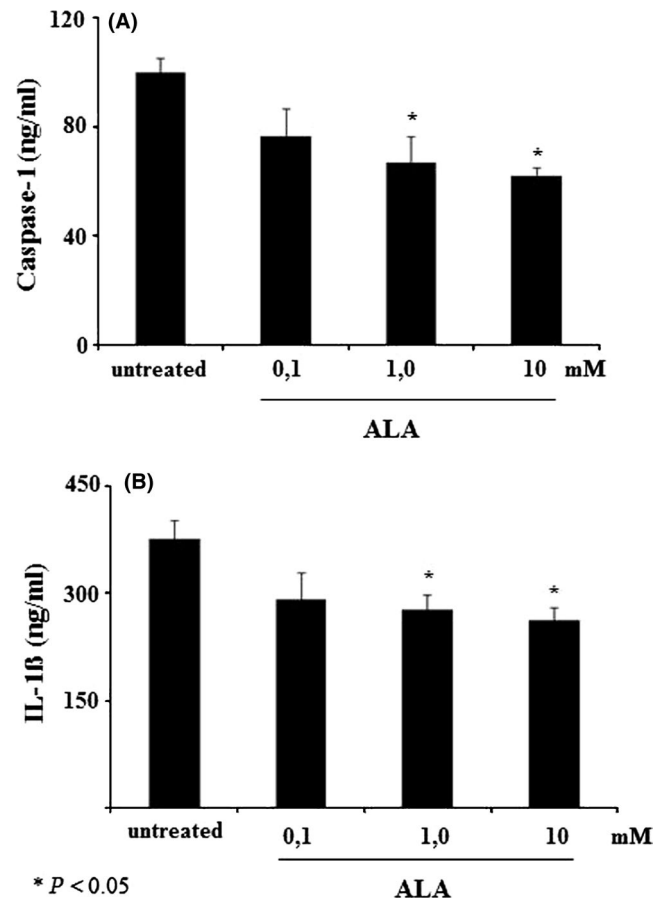 (A)
Caspase-1 (ng/ml)
120
80
40
0
*
*
untreated 0,1 1,0 10 mM
ALA
(B)
IL-1ß (ng/ml)
450
300
150
*
*
untreated 0,1 1,0 10 mM
ALA
* P < 0.05